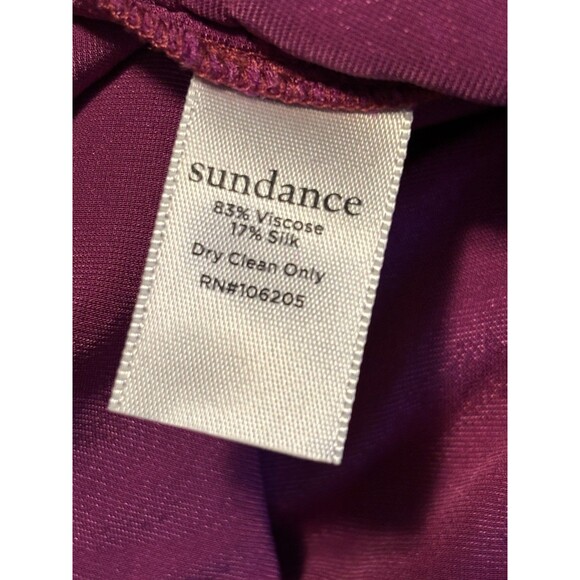 sundance
83% Viscose
17% Silk
Dry Clean Only
RN#106205